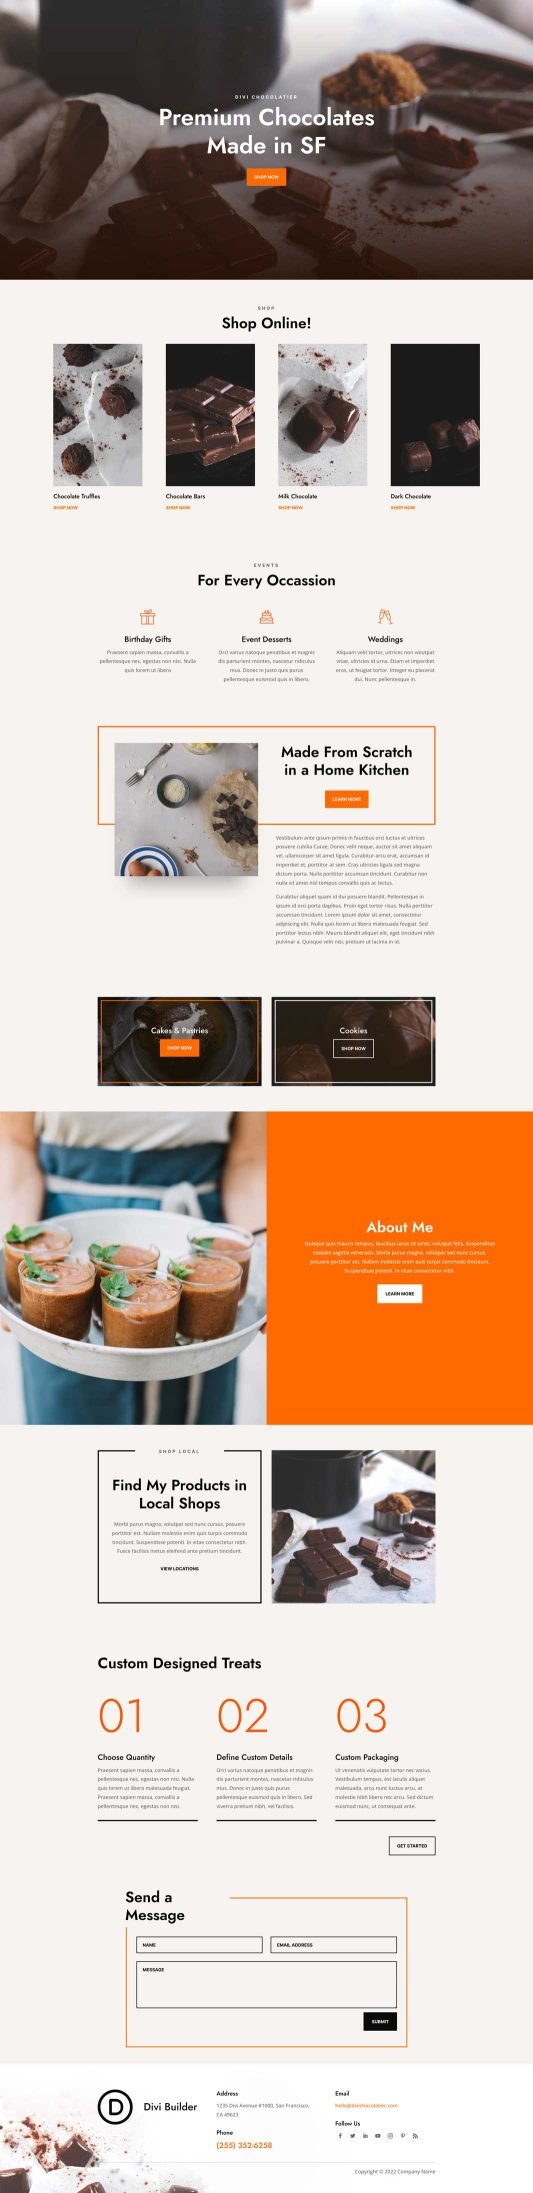 DIVI CHOCOLATIER
Premium Chocolates
Made in SF
SHOP NOW
SHOP
Shop Online!
Chocolate Truffles
SHOP NOW
Chocolate Bars
SHOP NOW
Milk Chocolate
SHOP NOW
Dark Chocolate
SHOP NOW
EVENTS
For Every Occassion
Birthday Gifts
Praesent sapien massa, convallis a
pellentesque nec, egestas non nisi. Nulla
quis lorem ut libero
Event Desserts
Orci varius natoque penatibus et magnis
dis parturient montes, nascetur ridiculus
mus. Donec in justo quis purus
pellentesque euismod quis in libero.
Weddings
Aliquam velit tortor, ultrices non volutpat
vitae, ultricies id urna. Etiam et imperdiet
eros, ut feugiat tortor. Integer eu placerat
dui. Nunc pellentesque in.
Made From Scratch
in a Home Kitchen
LEARN MORE
Vestibulum ante ipsum primis in faucibus orci luctus et ultrices
posuere cubilia Curae; Donec velit neque, auctor sit amet aliquam
vel, ullamcorper sit amet ligula. Curabitur arcu erat, accumsan id
imperdiet et, porttitor at sem. Cras ultricies ligula sed magna
dictum porta. Nulla porttitor accumsan tincidunt. Curabitur non
nulla sit amet nisl tempus convallis quis ac lectus.
Curabitur aliquet quam id dui posuere blandit. Pellentesque in
ipsum id orci porta dapibus. Proin eget tortor risus. Nulla porttitor
accumsan tincidunt. Lorem ipsum dolor sit amet, consectetur
adipiscing elit. Nulla quis lorem ut libero malesuada feugiat. Sed
porttitor lectus nibh. Mauris blandit aliquet elit, eget tincidunt nibh
pulvinar a. Quisque velit nisi, pretium ut lacinia in id.
Cakes & Pastries
SHOP NOW
Cookies
SHOP NOW
About Me
Quisque quis mauris tempus, faucibus lacus sit amet, volutpat felis. Suspendisse
sodales sagittis venenatis. Morbi purus magna, volutpat sed nunc cursus,
posuere porttitor est. Nullam molestie enim quis turpis commodo tincidunt.
Suspendisse potenti. In vitae consectetur nibh.
LEARN MORE
SHOP LOCAL
Find My Products in
Local Shops
Morbi purus magna, volutpat sed nunc cursus, posuere
porttitor est. Nullam molestie enim quis turpis commodo
tincidunt. Suspendisse potenti. In vitae consectetur nibh.
Fusce facilisis metus eleifend ante pretium tincidunt.
VIEW LOCATIONS
Custom Designed Treats
01
Choose Quantity
Praesent sapien massa, convallis a
pellentesque nec, egestas non nisi. Nulla
quis lorem ut libero malesuada feugiat.
Praesent sapien massa, convallis a
pellentesque nec, egestas non nisi.
02
Define Custom Details
Orci varius natoque penatibus et magnis
dis parturient montes, nascetur ridiculus
mus. Donec in justo quis purus
pellentesque euismod quis in libero. Sed
viverra pretium nibh, vel facilisis.
03
Custom Packaging
Ut venenatis vulputate tortor nec varius.
Vestibulum tempus, est iaculis aliquet
malesuada, arcu nunc luctus arcu, at
molestie nibh libero nec arcu. Sed dictum
euismod nunc, ut consequat ante.
GET STARTED
Send a
Message
NAME
EMAIL ADDRESS
MESSAGE
SUBMIT
D
Divi Builder
Address
1235 Divi Avenue #1000, San Francisco,
CA 49623
Phone
(255) 352-6258
Email
hello@divichocolatier.com
Follow Us
Copyright © 2022 Company Name